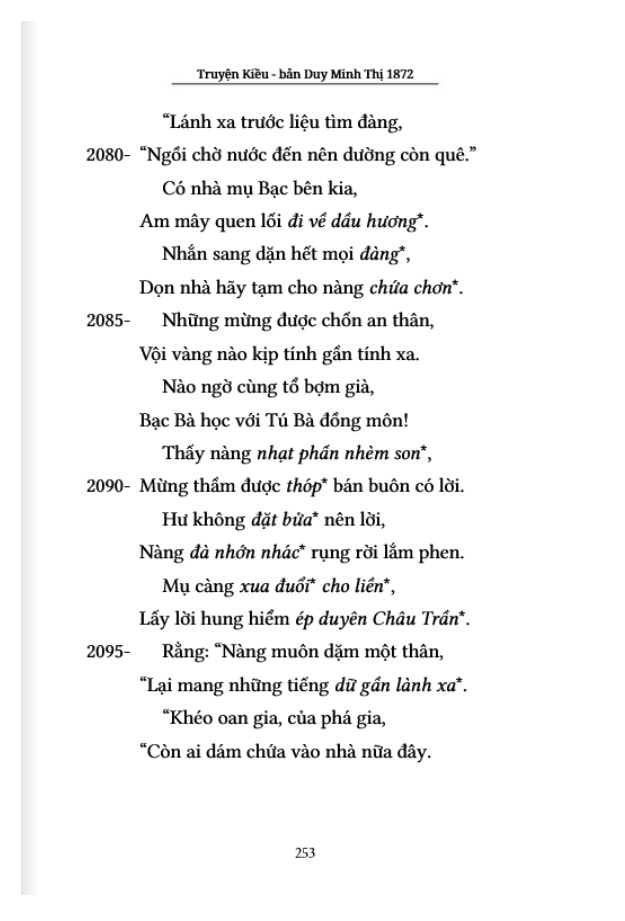 Truyện Kiều - bản Duy Minh Thị 1872
“Lánh xa trước liệu tìm đàng,
2080- “Ngồi chờ nước đến nên dường còn quê.”
Có nhà mụ Bạc bên kia,
Am mây quen lối đi về dầu hương*.
Nhắn sang dặn hết mọi đàng*,
Dọn nhà hãy tạm cho nàng chứa chơn*.
2085- Những mừng được chốn an thân,
Vội vàng nào kịp tính gần tính xa.
Nào ngờ cùng tổ bợm già,
Bạc Bà học với Tú Bà đồng môn!
Thấy nàng nhạt phấn nhèm son*,
2090- Mừng thầm được thóp* bán buôn có lời.
Hư không đặt bửa* nên lời,
Nàng đà nhớn nhác* rụng rời lắm phen.
Mụ càng xua đuổi* cho liền*,
Lấy lời hung hiểm ép duyên Châu Trần*.
2095- Rằng: “Nàng muôn dặm một thân,
“Lại mang những tiếng dữ gần lành xa*.
“Khéo oan gia, của phá gia,
“Còn ai dám chứa vào nhà nữa đây.
253